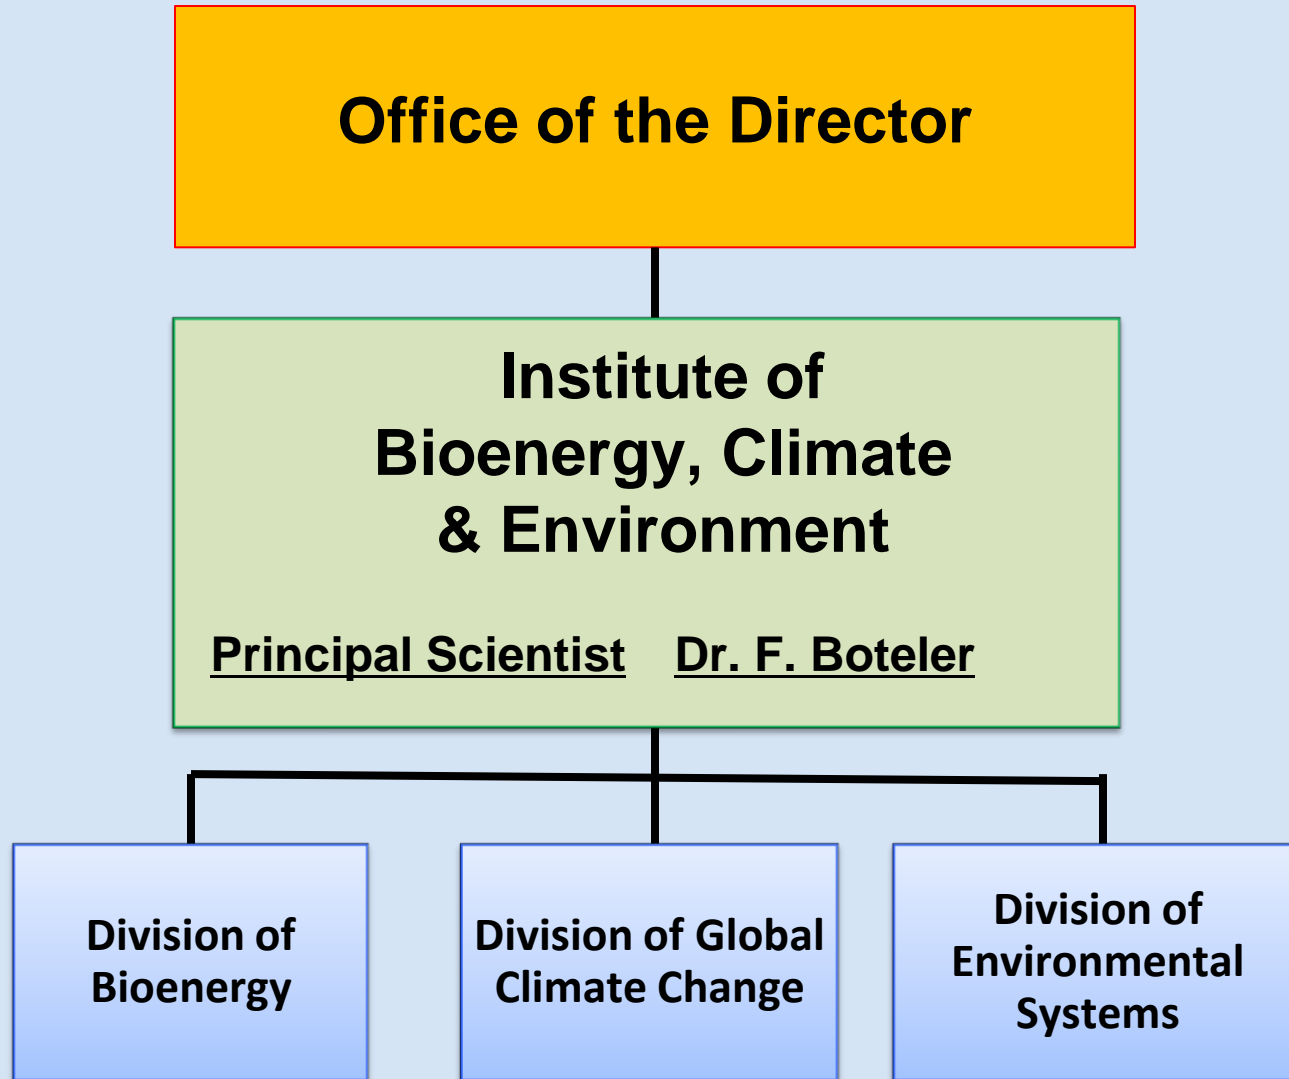 Office of the Director
Institute of
Bioenergy, Climate
& Environment
Principal Scientist Dr. F. Boteler
Division of
Bioenergy
Division of Global
Climate Change
Division of
Environmental
Systems